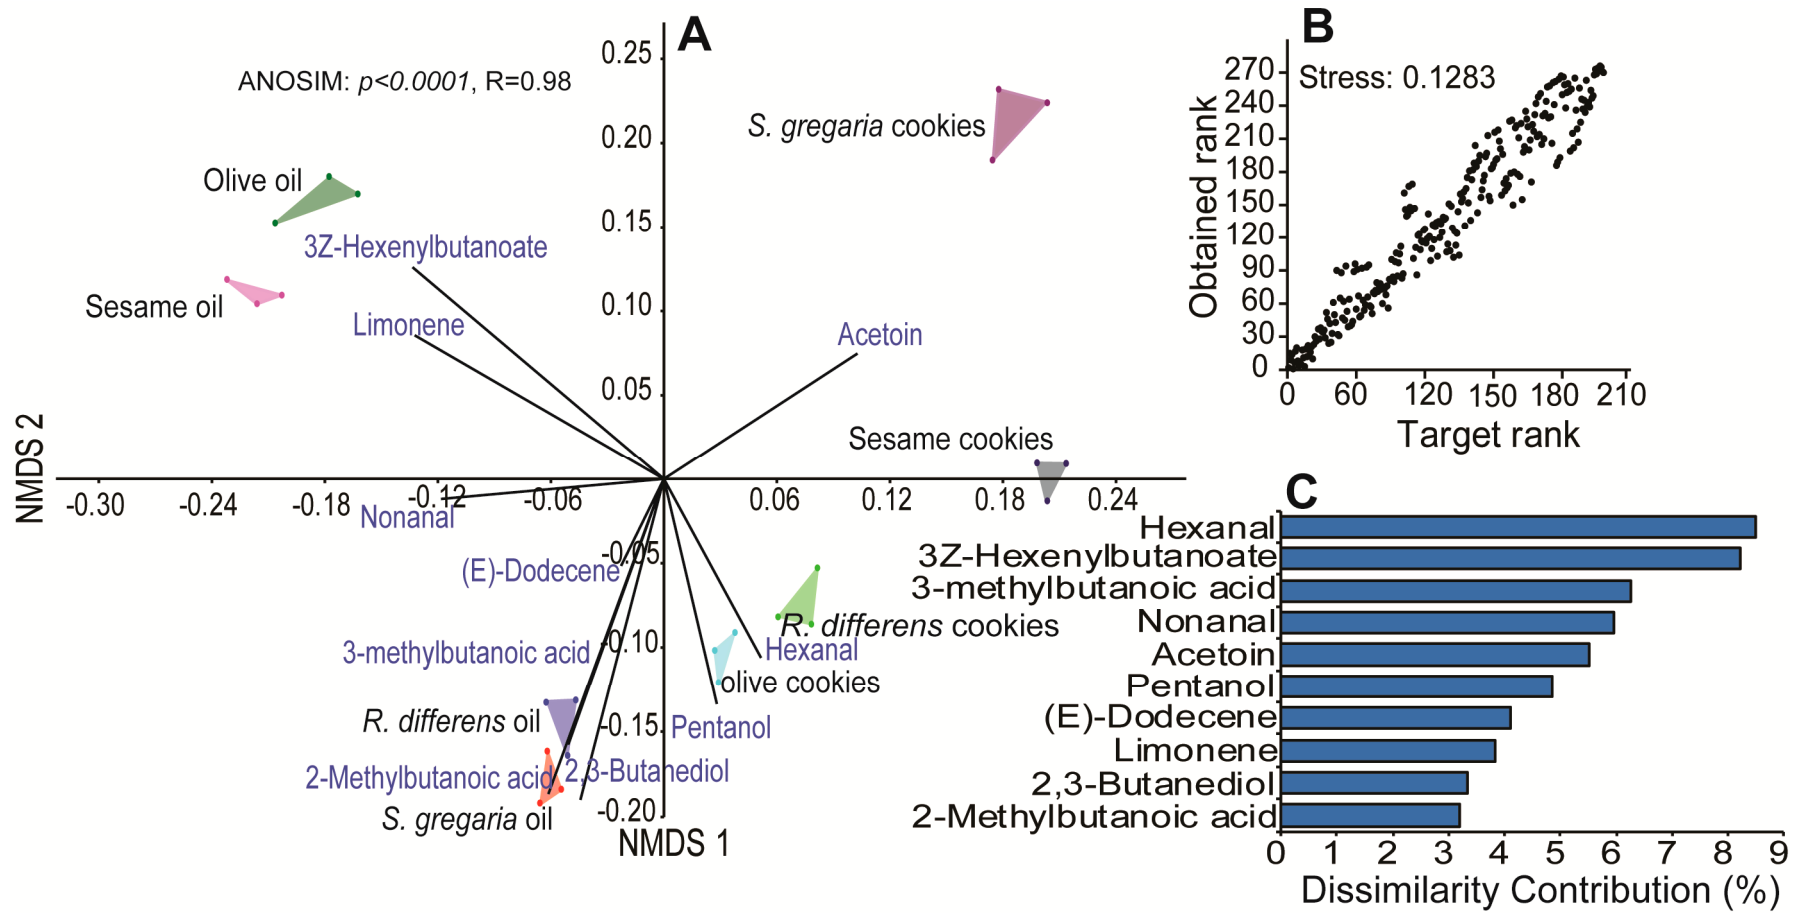 A
ANOSIM: p<0.0001, R=0.98
0.25
0.20
0.15
0.10
0.05
-0.05
-0.10
-0.15
-0.20
-0.30
-0.24
-0.18
-0.12
-0.06
0.06
0.12
0.18
0.24
NMDS 2
NMDS 1
S. gregaria cookies
Olive oil
3Z-Hexenylbutanoate
Sesame oil
Limonene
Acetoin
Sesame cookies
Nonanal
(E)-Dodecene
R. differens cookies
3-methylbutanoic acid
Hexanal
olive cookies
R. differens oil
Pentanol
2-Methylbutanoic acid
2,3-Butanediol
S. gregaria oil
B
Stress: 0.1283
Obtained rank
270
240
210
180
150
120
90
60
30
0
0
60
120
150
180
210
Target rank
C
Hexanal
3Z-Hexenylbutanoate
3-methylbutanoic acid
Nonanal
Acetoin
Pentanol
(E)-Dodecene
Limonene
2,3-Butanediol
2-Methylbutanoic acid
0
1
2
3
4
5
6
7
8
9
Dissimilarity Contribution (%)